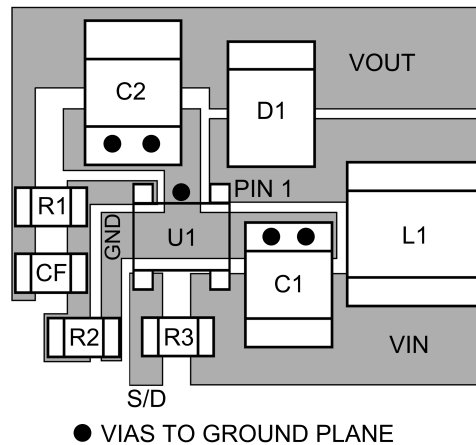 VOUT
C2
D1
R1
PIN 1
GND
U1
L1
CF
C1
R2
R3
VIN
S/D
VIAS TO GROUND PLANE